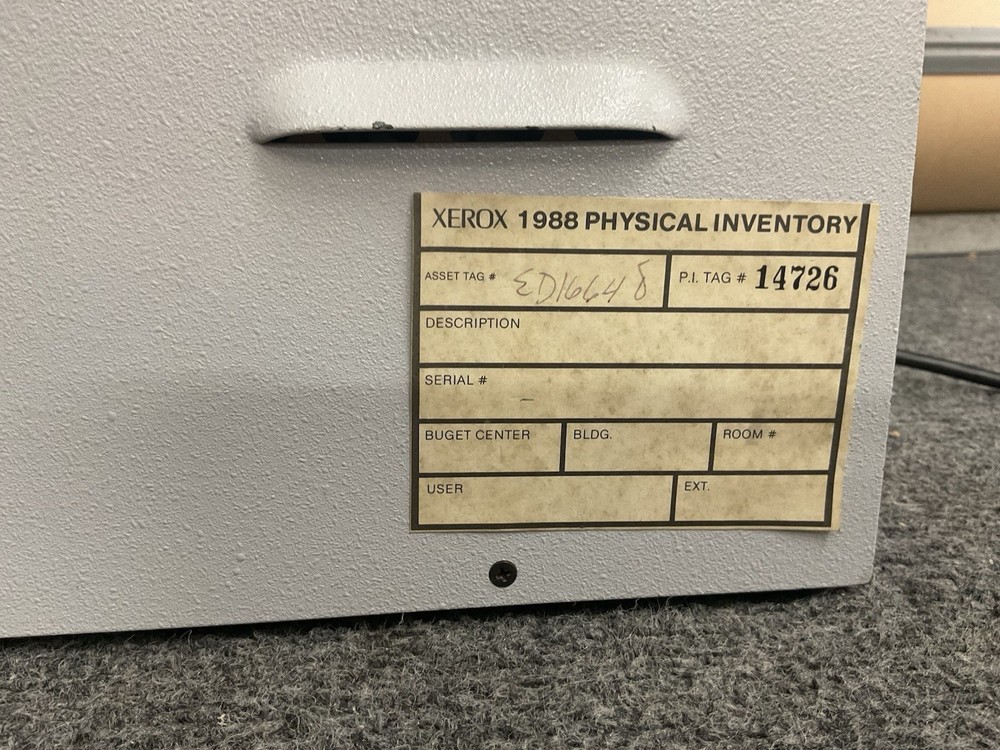 XEROX 1988 PHYSICAL INVENTORY
ASSET TAG # ED16648 P.I. TAG # 14726
DESCRIPTION
SERIAL #
BUGET CENTER BLDG. ROOM #
USER EXT.